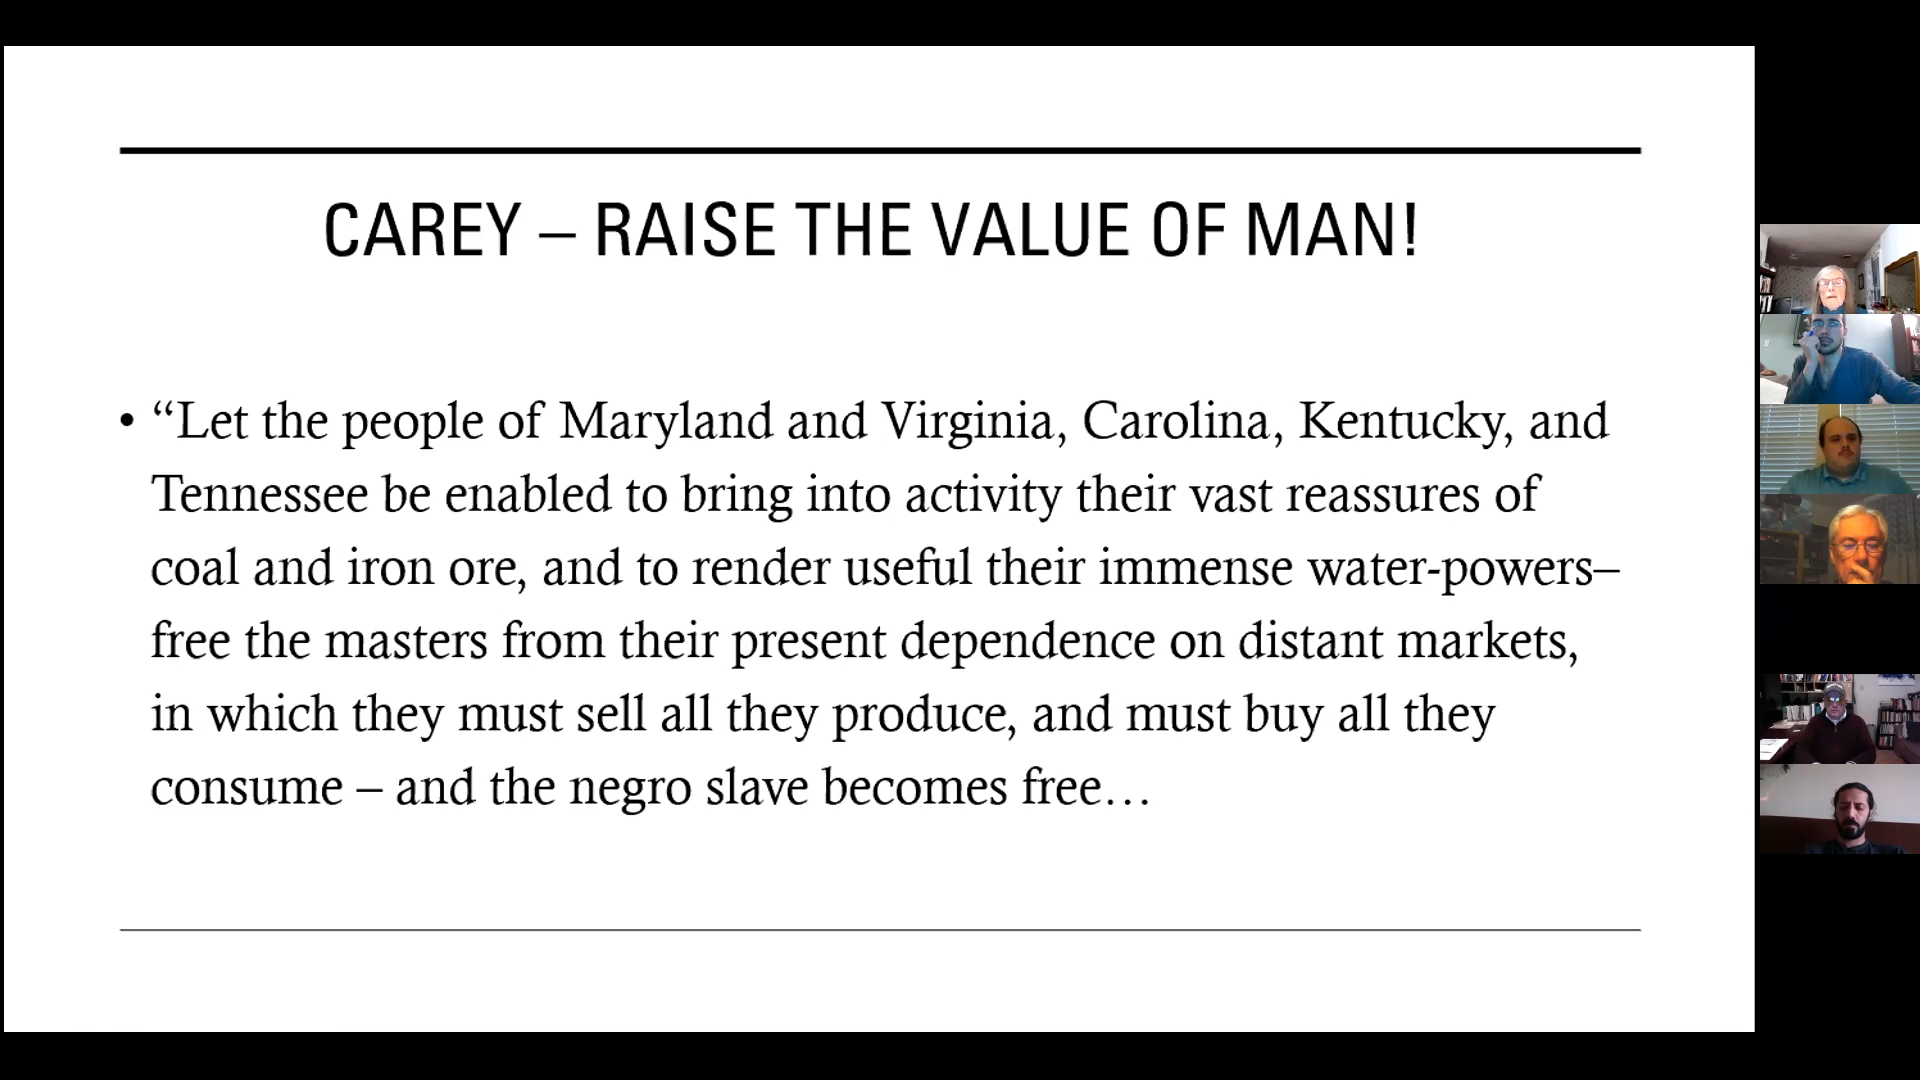 CAREY – RAISE THE VALUE OF MAN!
• “Let the people of Maryland and Virginia, Carolina, Kentucky, and
Tennessee be enabled to bring into activity their vast reassures of
coal and iron ore, and to render useful their immense water-powers–
free the masters from their present dependence on distant markets,
in which they must sell all they produce, and must buy all they
consume – and the negro slave becomes free…